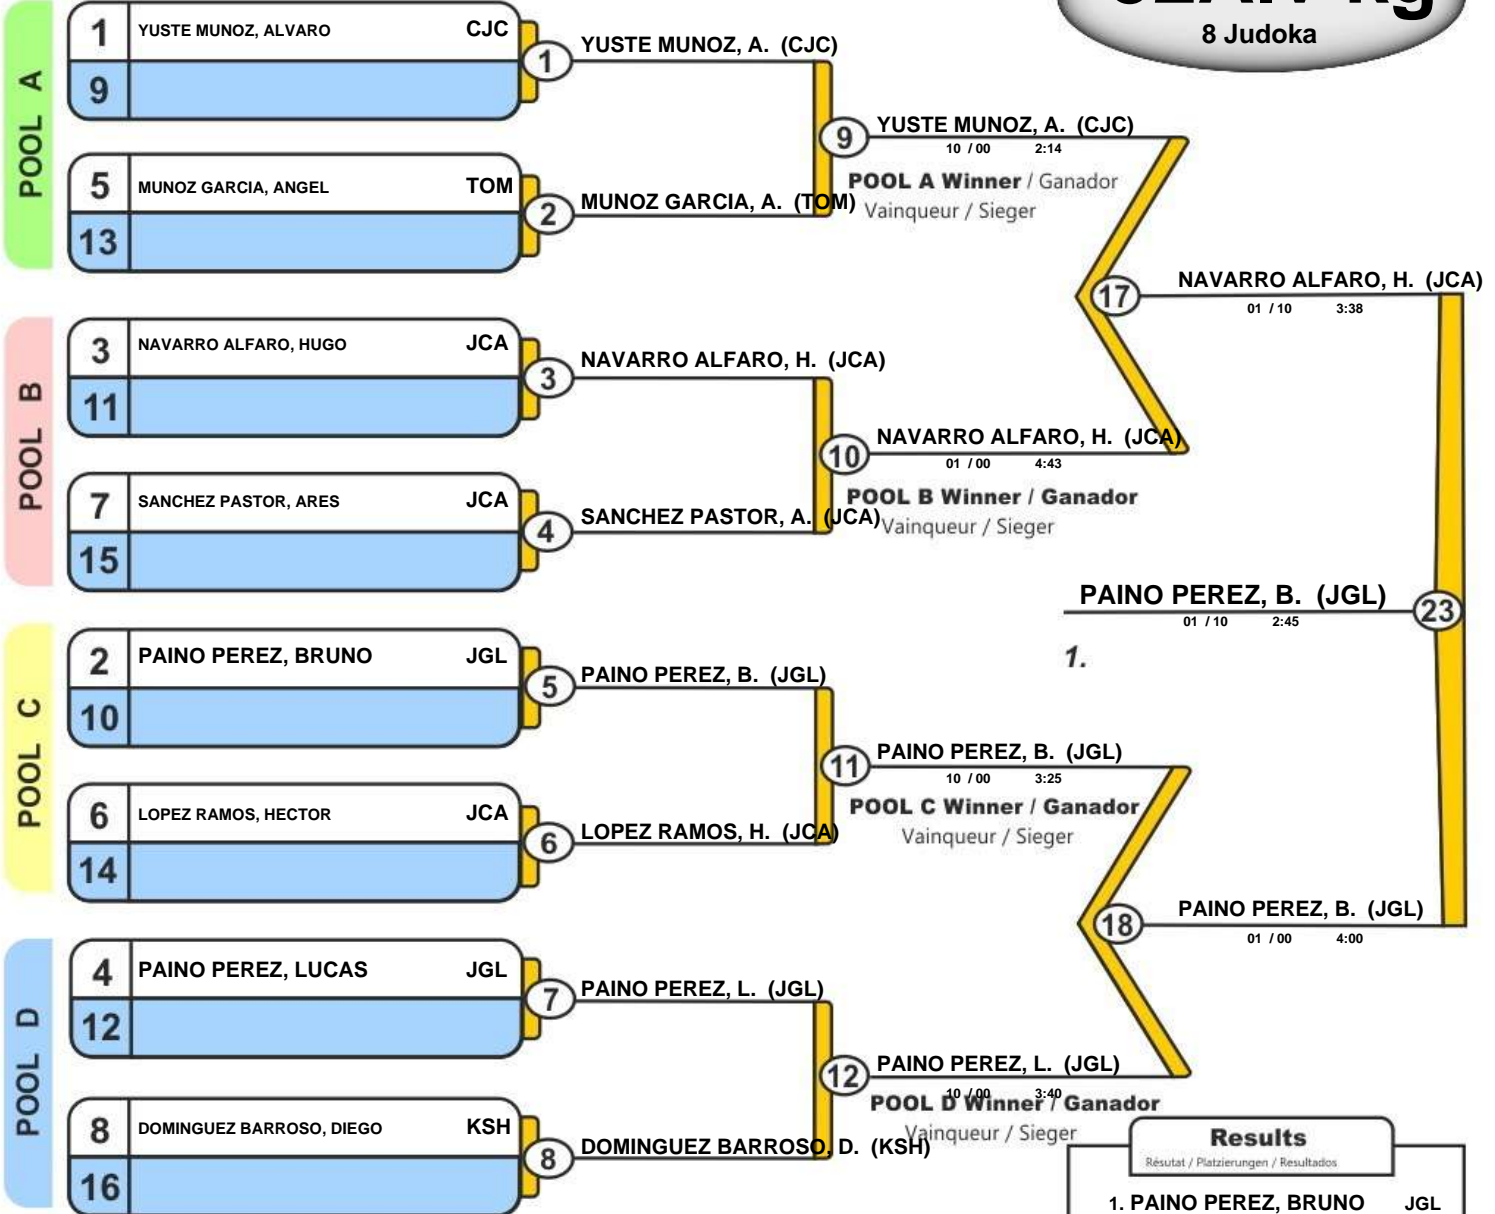 8 Judoka
POOL A
1 YUSTE MUNOZ, ALVARO CJC
9
1
YUSTE MUNOZ, A. (CJC)
5 MUNOZ GARCIA, ANGEL TOM
13
2
MUNOZ GARCIA, A. (TOM)
9
YUSTE MUNOZ, A. (CJC)
10 / 00 2:14
POOL A Winner / Ganador
Vainqueur / Sieger
POOL B
3 NAVARRO ALFARO, HUGO JCA
11
3
NAVARRO ALFARO, H. (JCA)
7 SANCHEZ PASTOR, ARES JCA
15
4
SANCHEZ PASTOR, A. (JCA)
10
NAVARRO ALFARO, H. (JCA)
01 / 00 4:43
POOL B Winner / Ganador
Vainqueur / Sieger
17
NAVARRO ALFARO, H. (JCA)
01 / 10 3:38
PAINO PEREZ, B. (JGL)
23
01 / 10 2:45
1.
POOL C
2 PAINO PEREZ, BRUNO JGL
10
5
PAINO PEREZ, B. (JGL)
6 LOPEZ RAMOS, HECTOR JCA
14
6
LOPEZ RAMOS, H. (JCA)
11
PAINO PEREZ, B. (JGL)
10 / 00 3:25
POOL C Winner / Ganador
Vainqueur / Sieger
18
PAINO PEREZ, B. (JGL)
01 / 00 4:00
POOL D
4 PAINO PEREZ, LUCAS JGL
12
7
PAINO PEREZ, L. (JGL)
8 DOMINGUEZ BARROSO, DIEGO KSH
16
8
DOMINGUEZ BARROSO, D. (KSH)
12
PAINO PEREZ, L. (JGL)
10 / 00 3:40
POOL D Winner / Ganador
Vainqueur / Sieger
Results
Résutat / Platzierungen / Resultados
1. PAINO PEREZ, BRUNO JGL